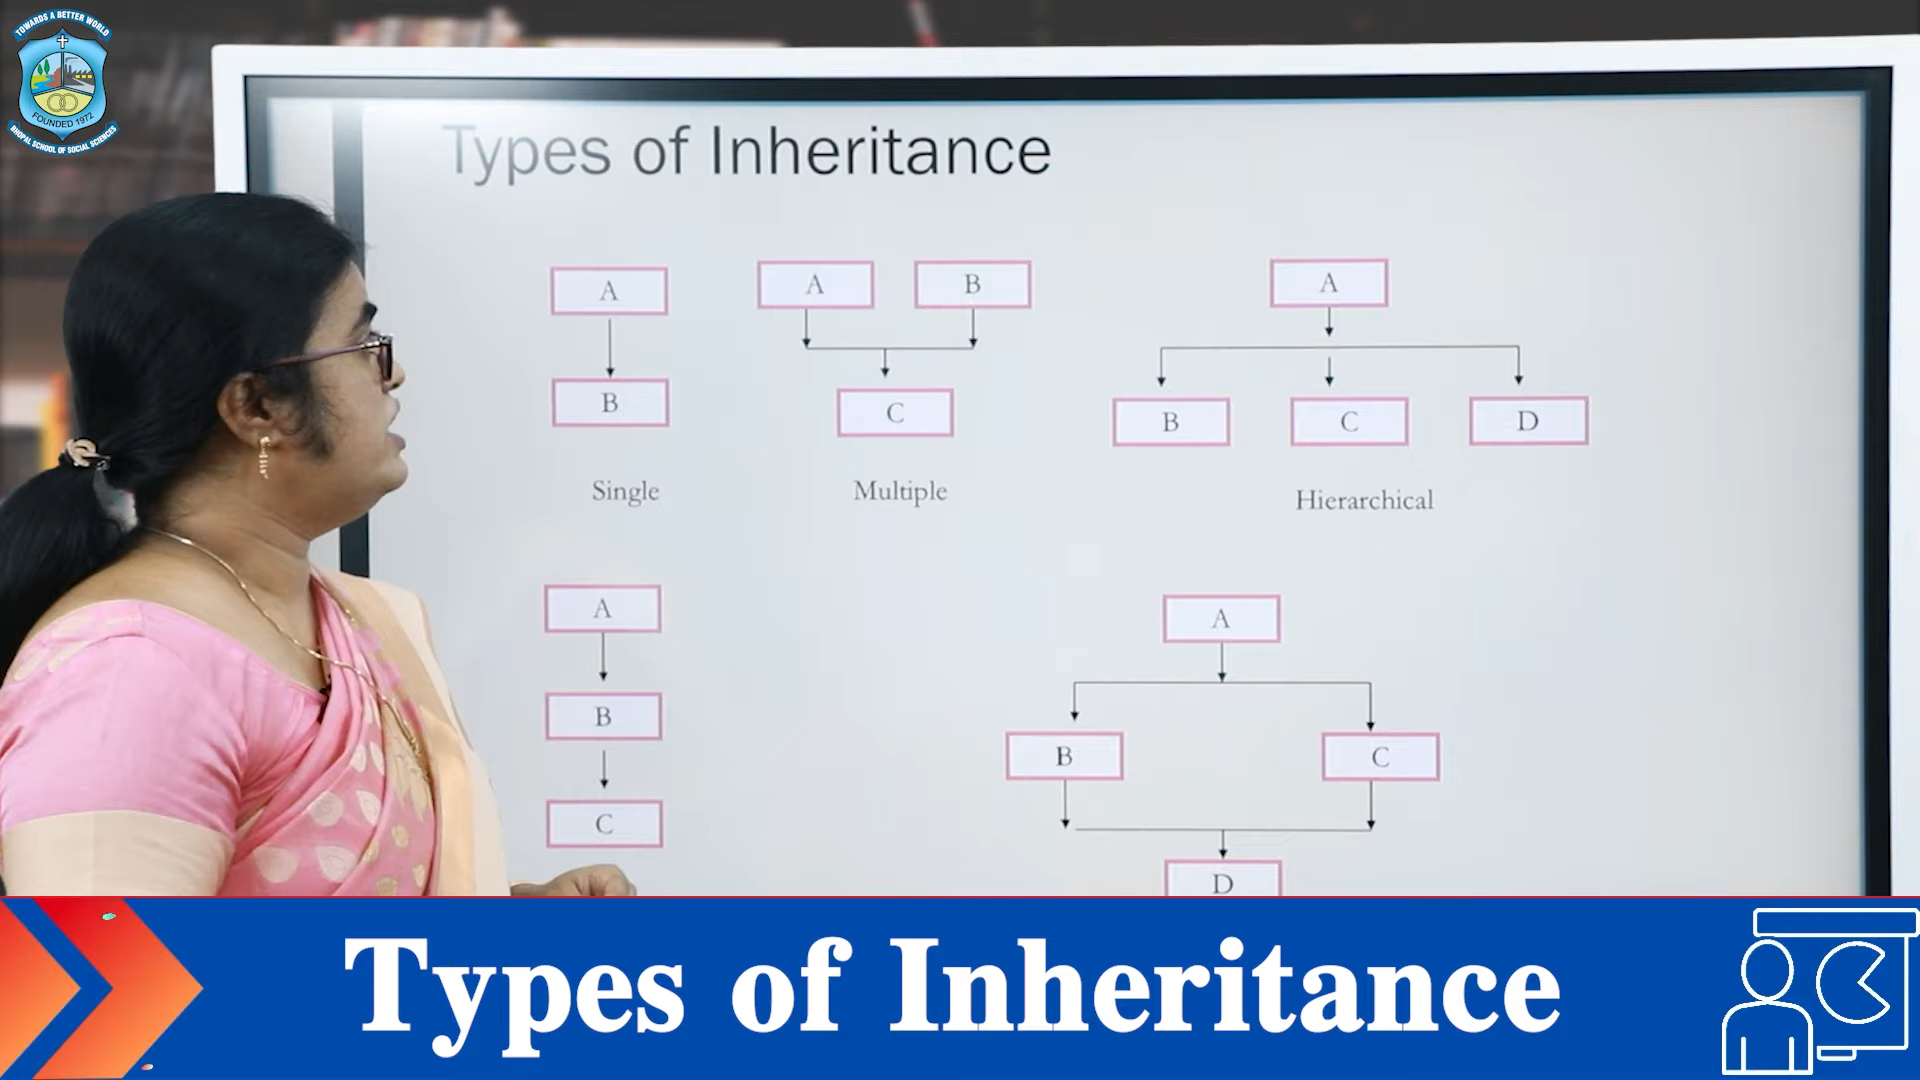 TOWARDS A BETTER WORLD
FOUNDED 1972
BHOPAL SCHOOL OF SOCIAL SCIENCES
Types of Inheritance
A
B
Single
A B
C
Multiple
A
B C D
Hierarchical
A
B
C
A
B C
D
Types of Inheritance